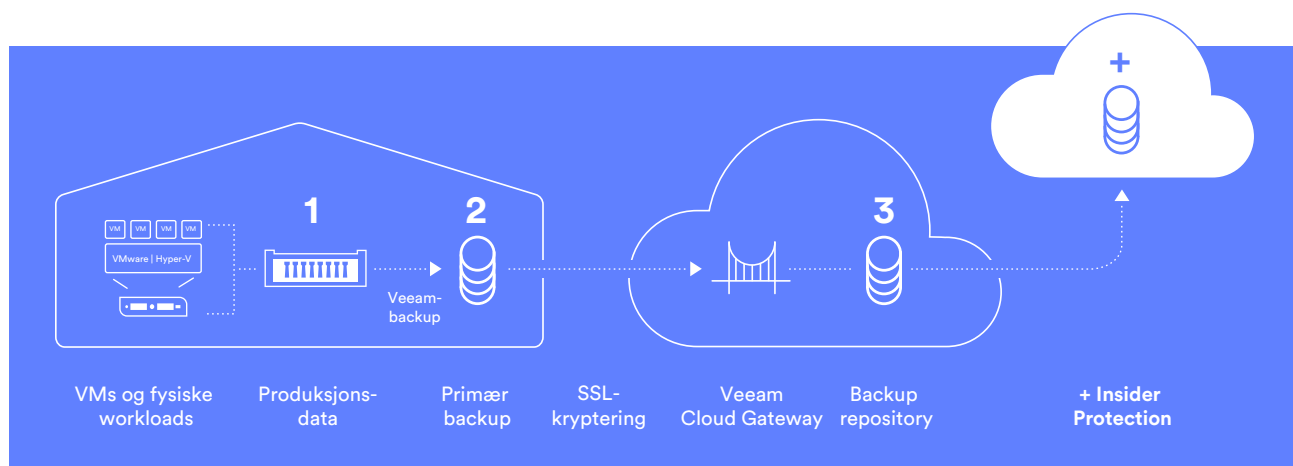 +
1
2
3
VM VM VM VM
VMware | Hyper-V
Veeam-
backup
VMs og fysiske
workloads
Produksjons-
data
Primær
backup
SSL-
kryptering
Veeam
Cloud Gateway
Backup
repository
+ Insider
Protection